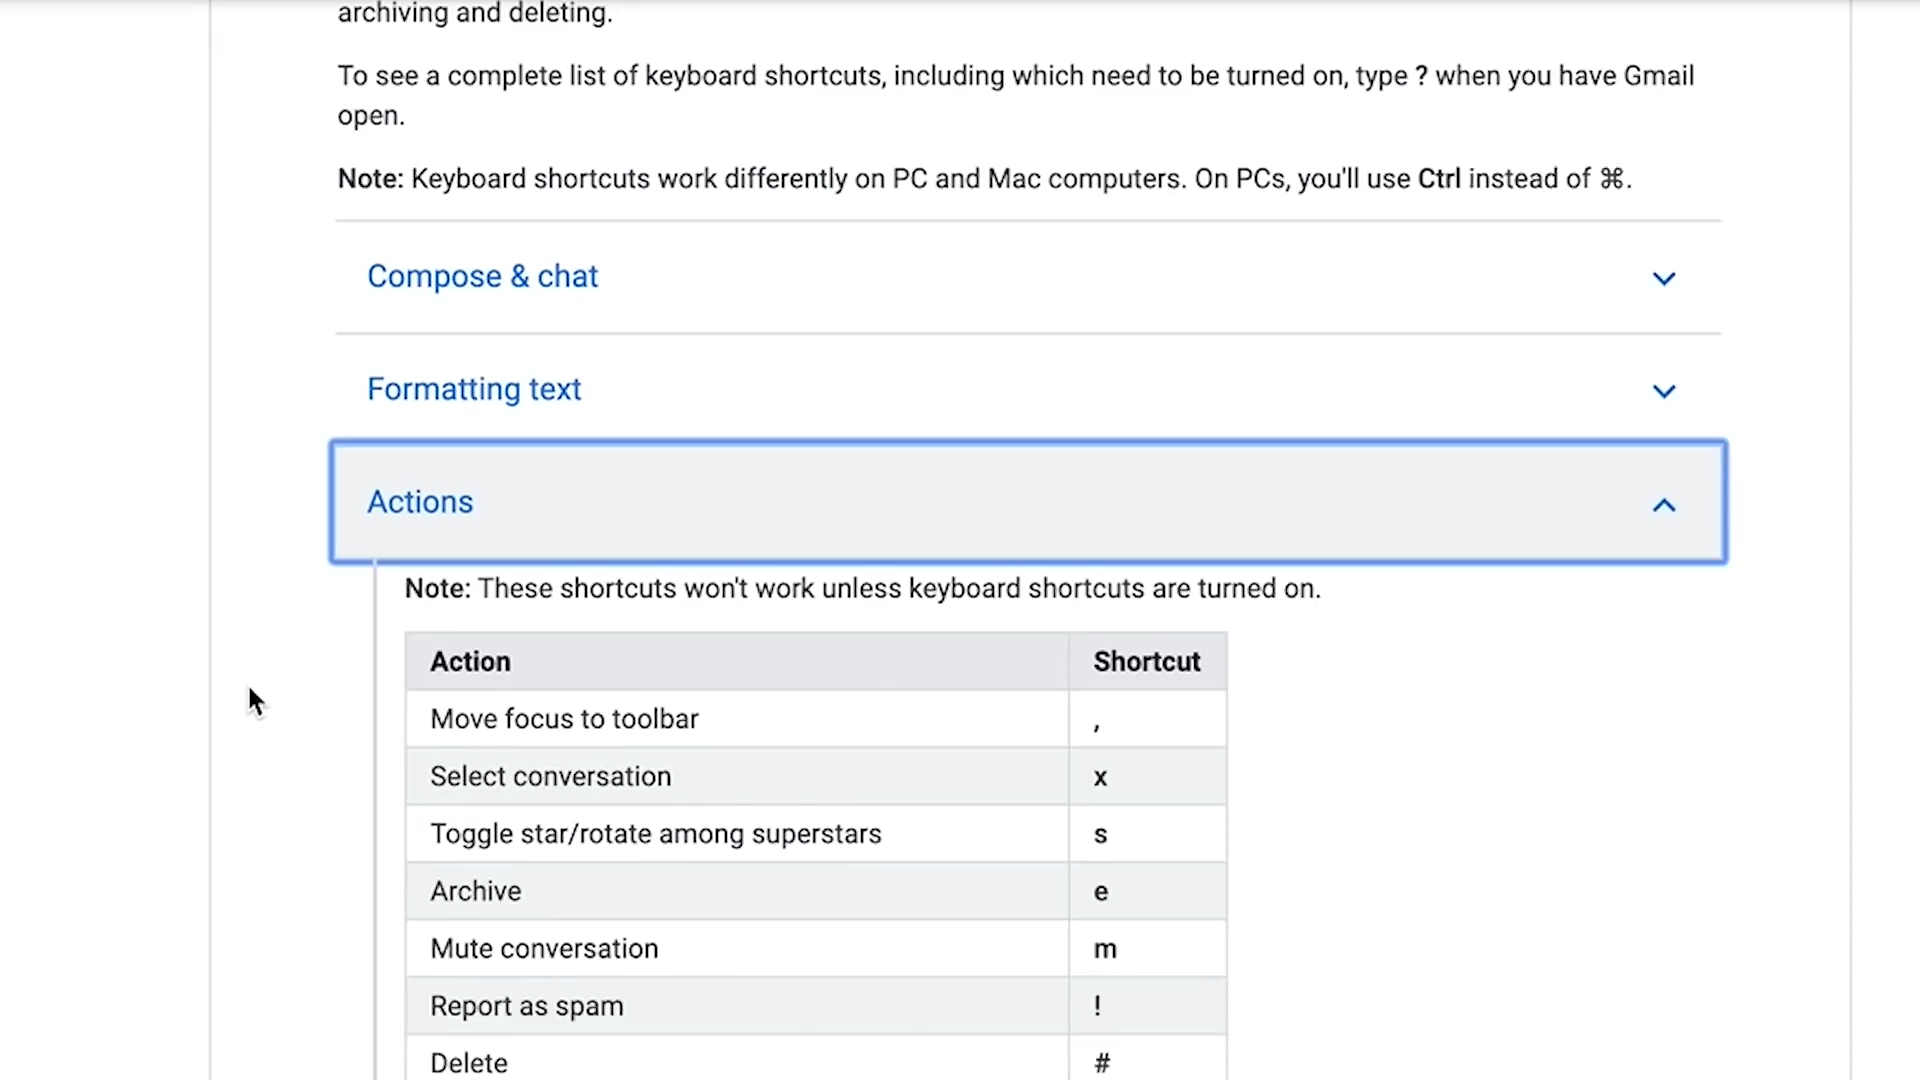 archiving and deleting.
To see a complete list of keyboard shortcuts, including which need to be turned on, type ? when you have Gmail
open.
Note: Keyboard shortcuts work differently on PC and Mac computers. On PCs, you'll use Ctrl instead of ⌘.
Compose & chat
Formatting text
Actions
Note: These shortcuts won't work unless keyboard shortcuts are turned on.
Action Shortcut
Move focus to toolbar ,
Select conversation x
Toggle star/rotate among superstars s
Archive e
Mute conversation m
Report as spam !
Delete #